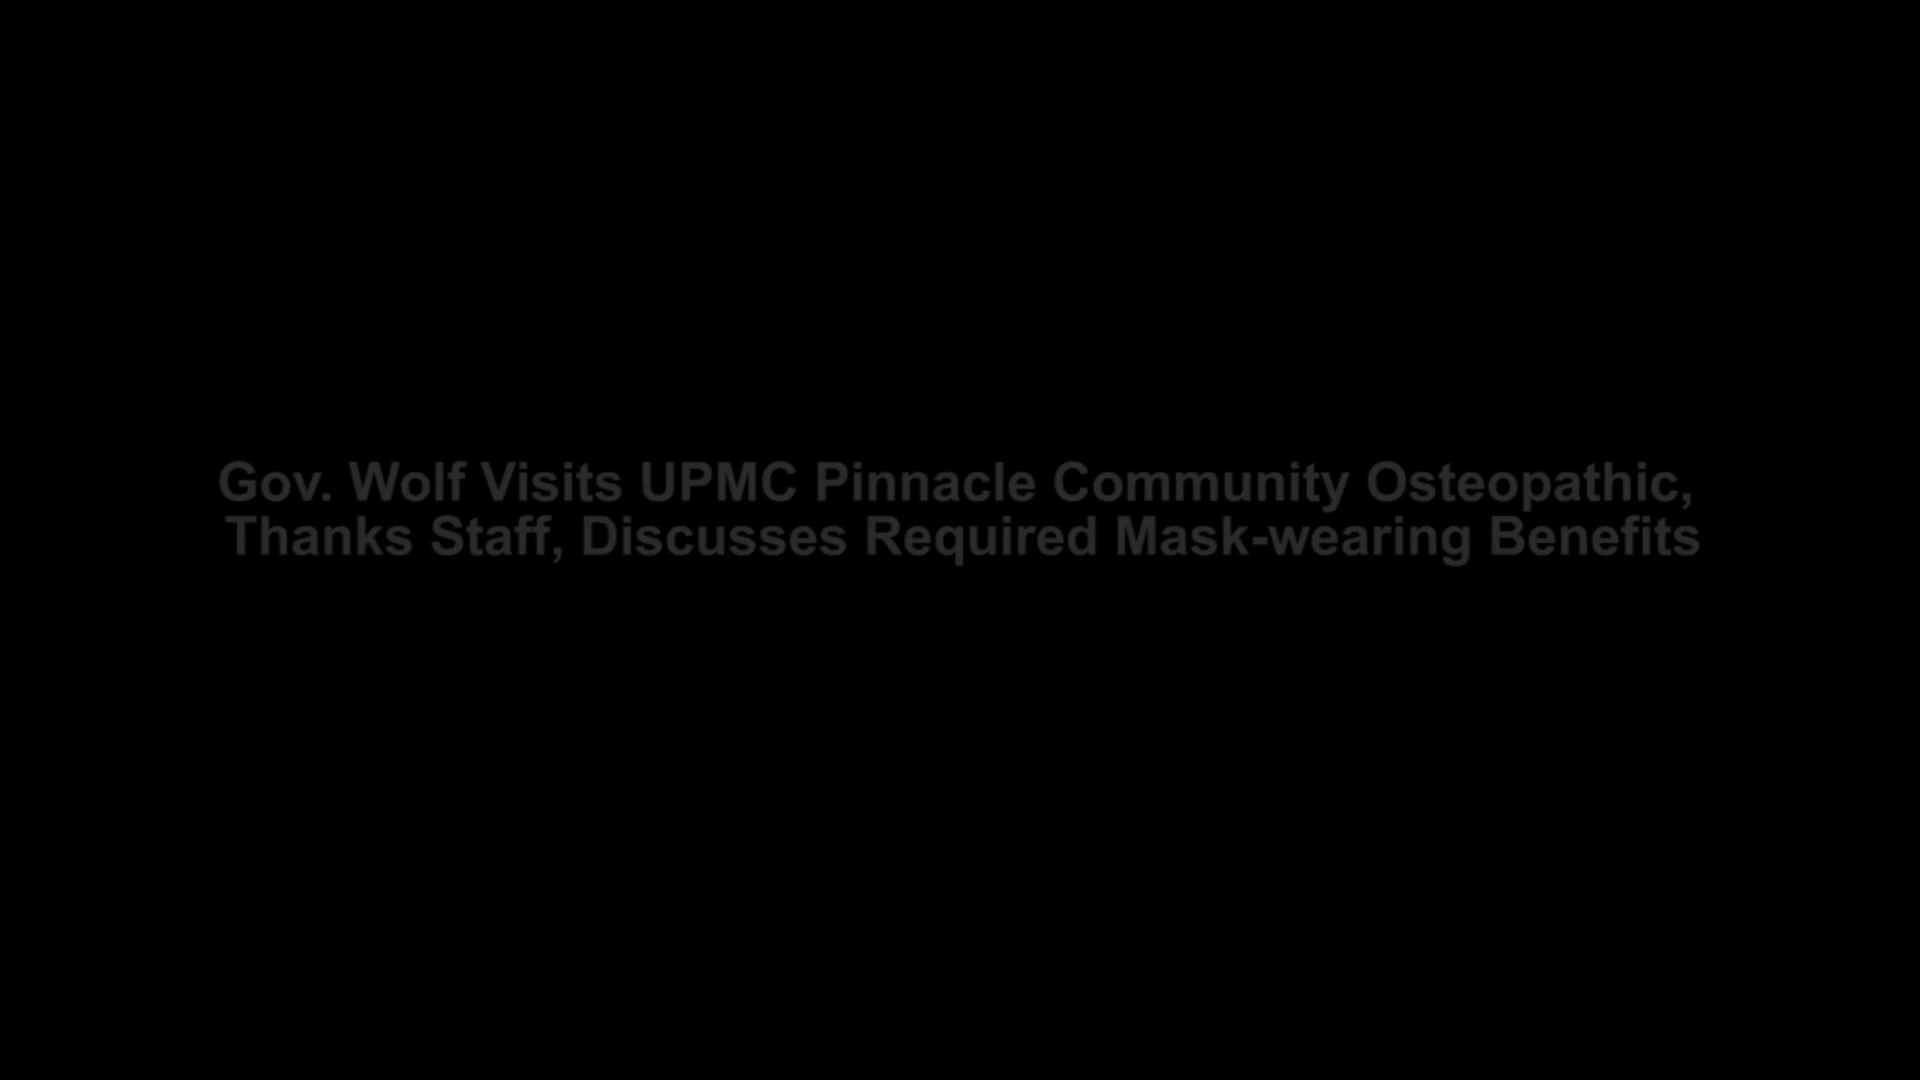 Gov. Wolf Visits UPMC Pinnacle Community Osteopathic,
Thanks Staff, Discusses Required Mask-wearing Benefits